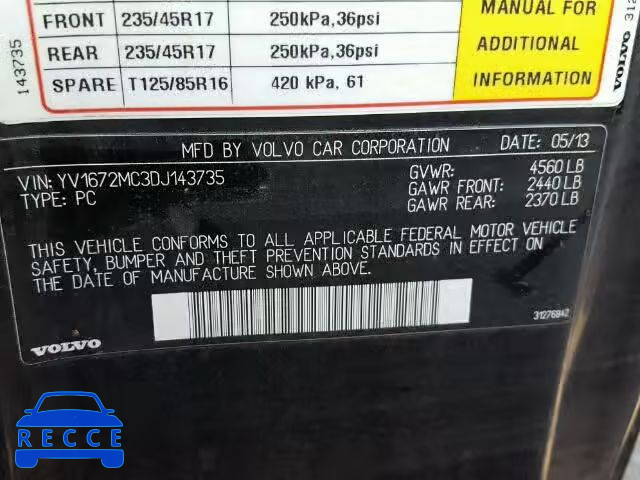 FRONT 235/45R17 250kPa,36psi
REAR 235/45R17 250kPa,36psi
SPARE T125/85R16 420 kPa, 61
MANUAL FOR
ADDITIONAL
INFORMATION
143735
VOLVO 312
MFD BY VOLVO CAR CORPORATION DATE: 05/13
VIN: YV1672MC3DJ143735
TYPE: PC
GVWR: 4560 LB
GAWR FRONT: 2440 LB
GAWR REAR: 2370 LB
THIS VEHICLE CONFORMS TO ALL APPLICABLE FEDERAL MOTOR VEHICLE
SAFETY, BUMPER AND THEFT PREVENTION STANDARDS IN EFFECT ON
THE DATE OF MANUFACTURE SHOWN ABOVE.
31276942
VOLVO
RECCE